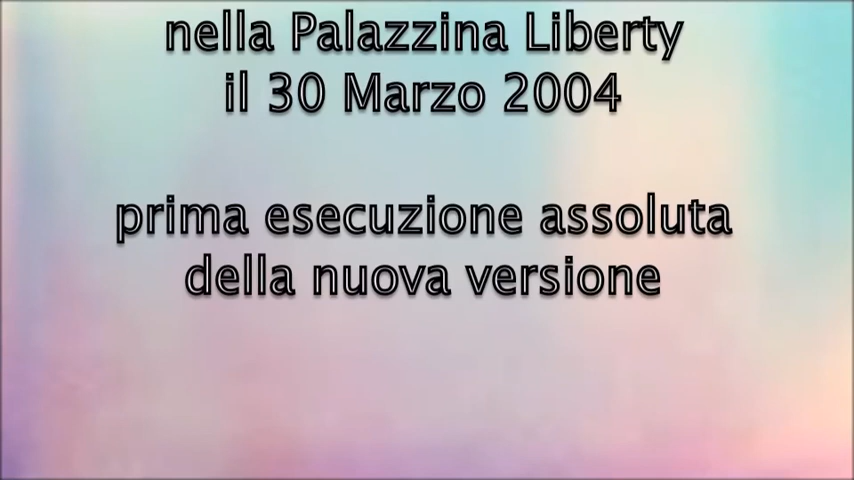 nella Palazzina Liberty
il 30 Marzo 2004
prima esecuzione assoluta
della nuova versione